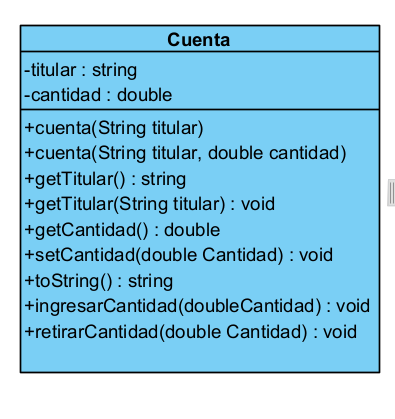 Cuenta
-titular : string
-cantidad : double
+cuenta(String titular)
+cuenta(String titular, double cantidad)
+getTitular() : string
+getTitular(String titular) : void
+getCantidad() : double
+setCantidad(double Cantidad) : void
+toString() : string
+ingresarCantidad(doubleCantidad) : void
+retirarCantidad(double Cantidad) : void